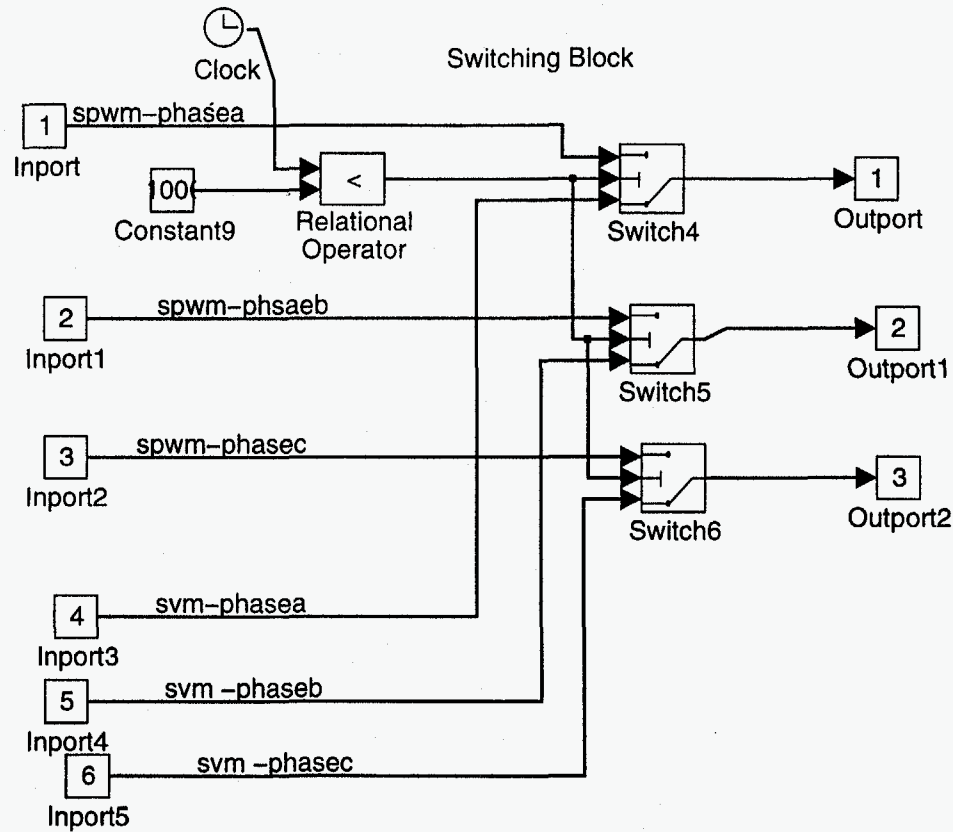 Switching Block
Clock
spwm-phasea
1
Inport
Constant9
<
Relational
Operator
Switch4
1
Outport
spwm-phsaeb
2
Inport1
Switch5
2
Outport1
spwm-phasec
3
Inport2
Switch6
3
Outport2
svm-phasea
4
Inport3
svm -phaseb
5
Inport4
svm -phasec
6
Inport5